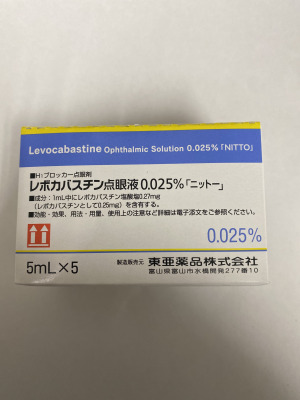 Levocabastine Ophthalmic Solution 0.025%「NITTO」
■H₁ブロッカー点眼剤
レボカバスチン点眼液0.025%「ニットー」
■成分:1mL中にレボカバスチン塩酸塩0.27mg
(レボカバスチンとして0.25mg)を含有する。
■効能・効果、用法・用量、使用上の注意など詳細は電子添文をご参照ください。
0.025%
5mL×5
製造販売元 東亜薬品株式会社
富山県富山市水橋開発277番10